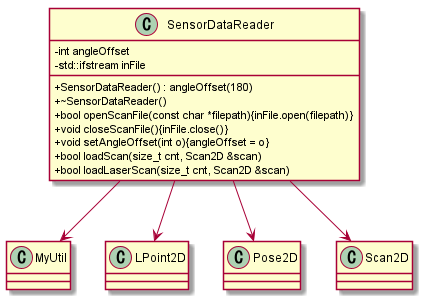 C SensorDataReader
-int angleOffset
-std::ifstream inFile
+SensorDataReader() : angleOffset(180)
+~SensorDataReader()
+bool openScanFile(const char *filepath){inFile.open(filepath)}
+void closeScanFile(){inFile.close()}
+void setAngleOffset(int o){angleOffset = o}
+bool loadScan(size_t cnt, Scan2D &scan)
+bool loadLaserScan(size_t cnt, Scan2D &scan)
C MyUtil
C LPoint2D
C Pose2D
C Scan2D